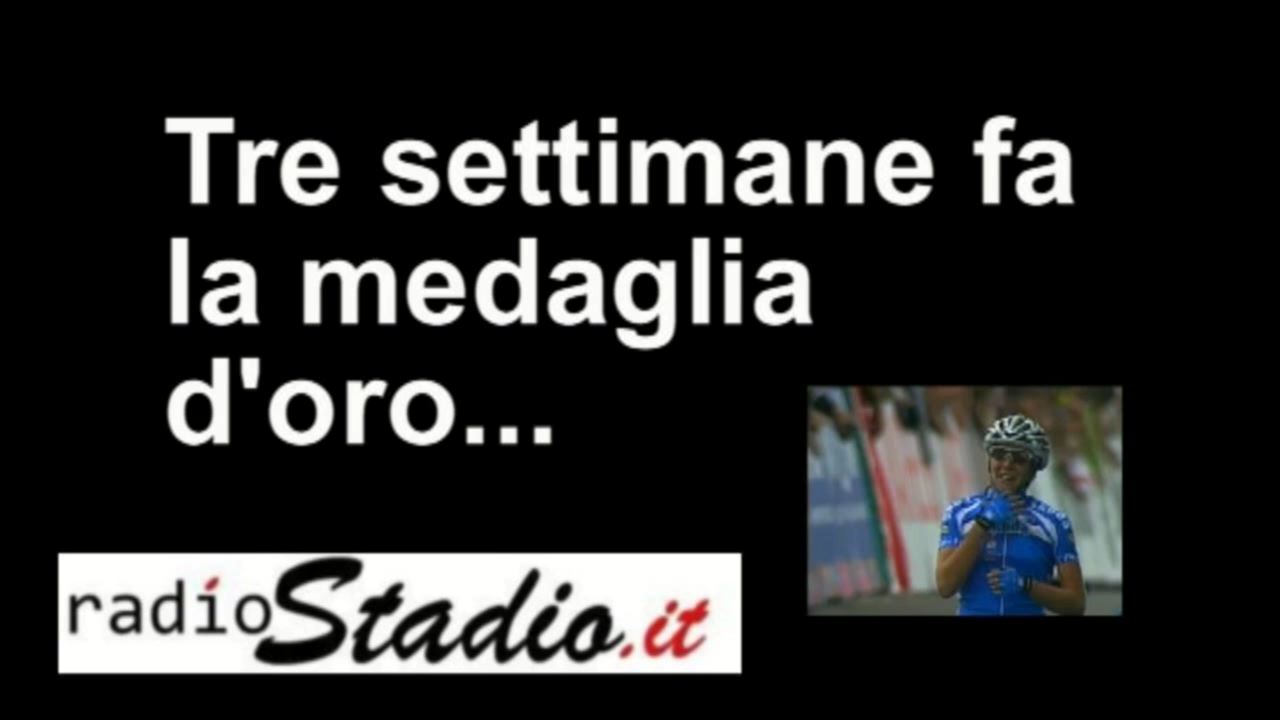 Tre settimane fa
la medaglia
d'oro...
radioStadio.it